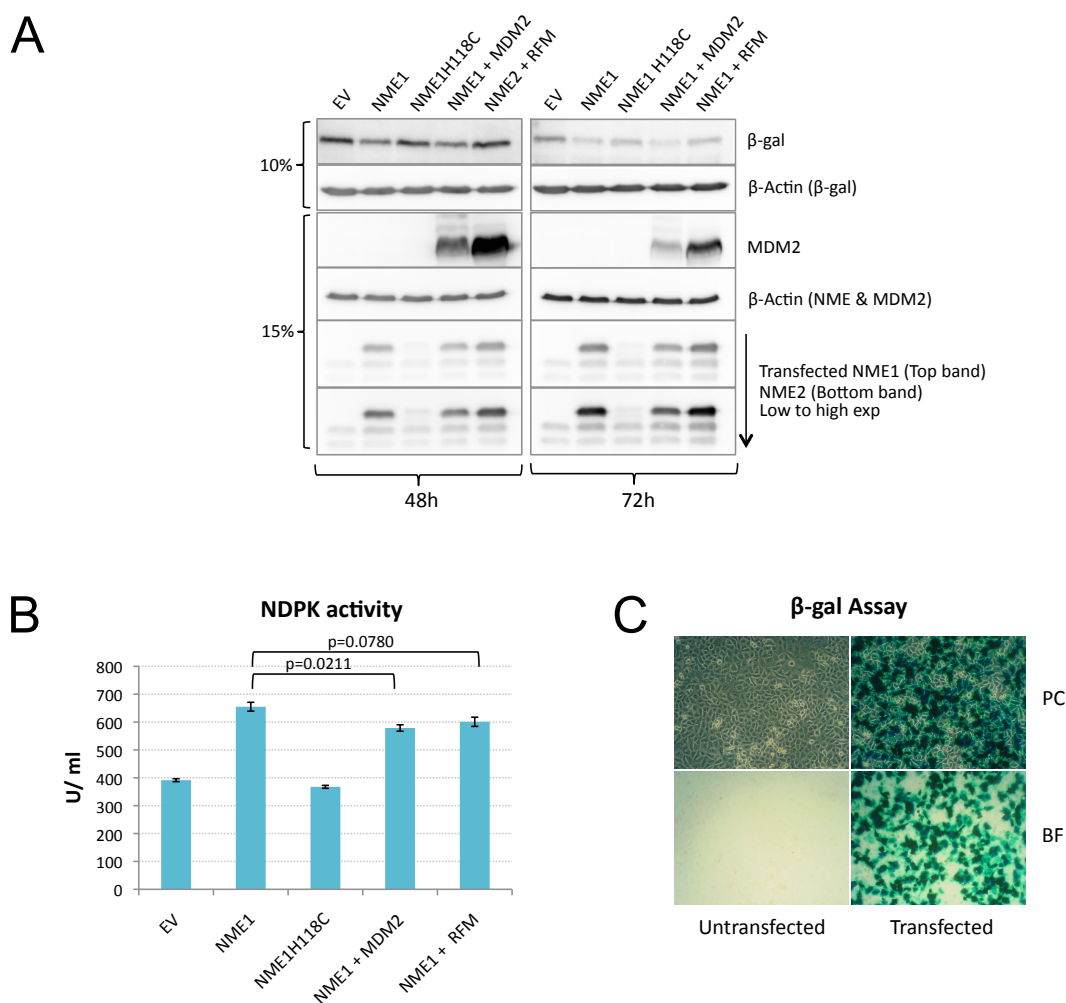 A
EV
NME1
NME1H118C
NME1 + MDM2
NME2 + RFM
EV
NME1
NME1 H118C
NME1 + MDM2
NME1 + RFM
10%
β-gal
β-Actin (β-gal)
15%
MDM2
β-Actin (NME & MDM2)
Transfected NME1 (Top band)
NME2 (Bottom band)
Low to high exp
48h
72h
B
NDPK activity
p=0.0780
p=0.0211
U/ ml
800
700
600
500
400
300
200
100
0
EV
NME1
NME1H118C
NME1 + MDM2
NME1 + RFM
C
β-gal Assay
PC
BF
Untransfected
Transfected